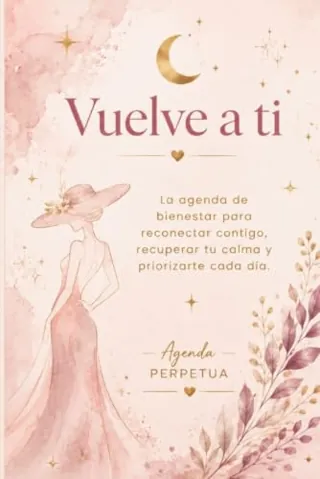 Vuelve a ti
La agenda de
bienestar para
reconectar contigo,
recuperar tu calma y
priorizarte cada día.
Agenda
PERPETUA